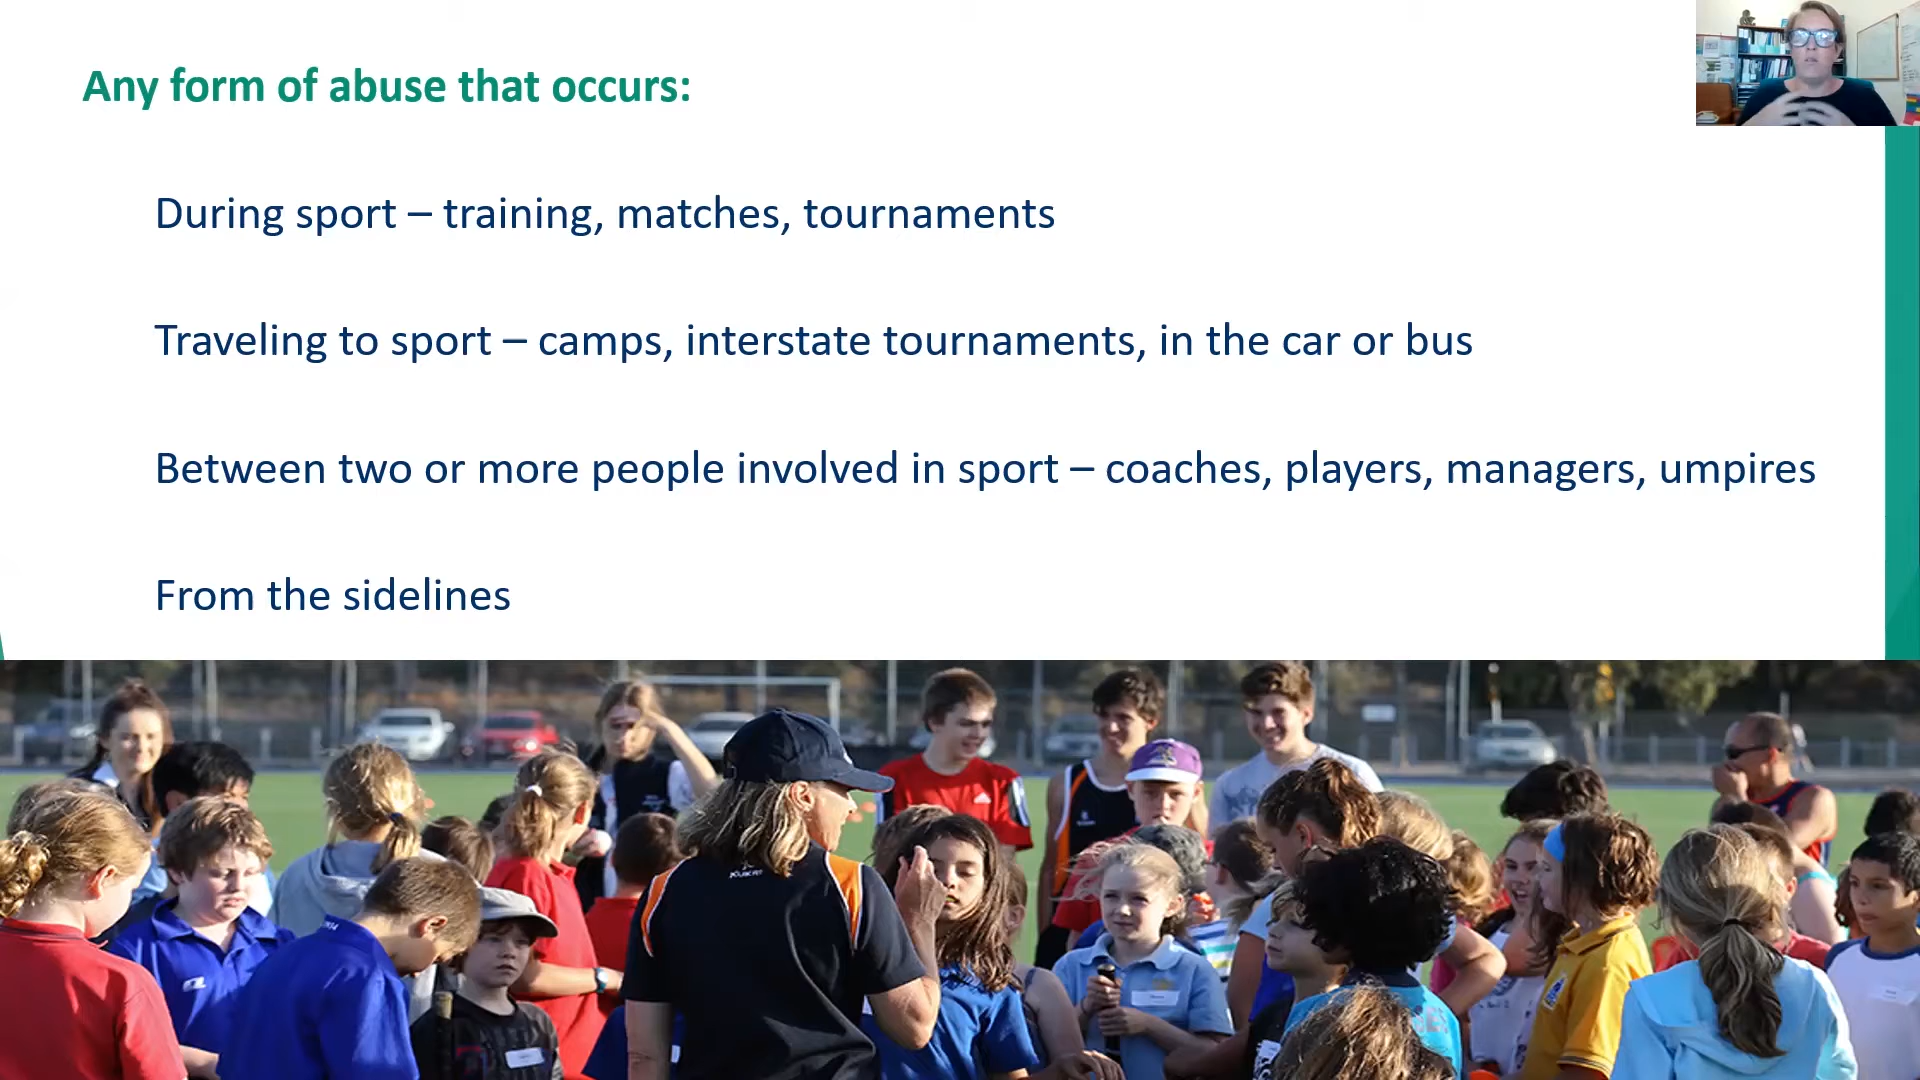 Any form of abuse that occurs:
During sport – training, matches, tournaments
Traveling to sport – camps, interstate tournaments, in the car or bus
Between two or more people involved in sport – coaches, players, managers, umpires
From the sidelines